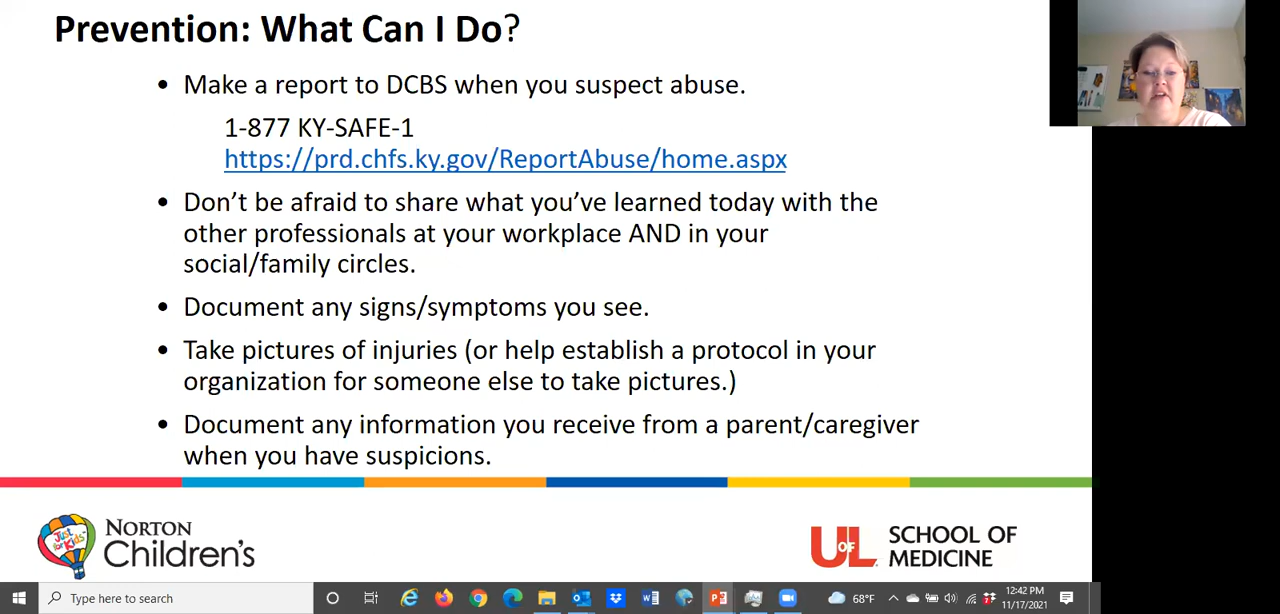 Prevention: What Can I Do?
• Make a report to DCBS when you suspect abuse.
1-877 KY-SAFE-1
https://prd.chfs.ky.gov/ReportAbuse/home.aspx
• Don’t be afraid to share what you’ve learned today with the
other professionals at your workplace AND in your
social/family circles.
• Document any signs/symptoms you see.
• Take pictures of injuries (or help establish a protocol in your
organization for someone else to take pictures.)
• Document any information you receive from a parent/caregiver
when you have suspicions.
Just for Kids
NORTON
Children's
UL
OF
SCHOOL OF
MEDICINE
Type here to search
68°F
12:42 PM
11/17/2021